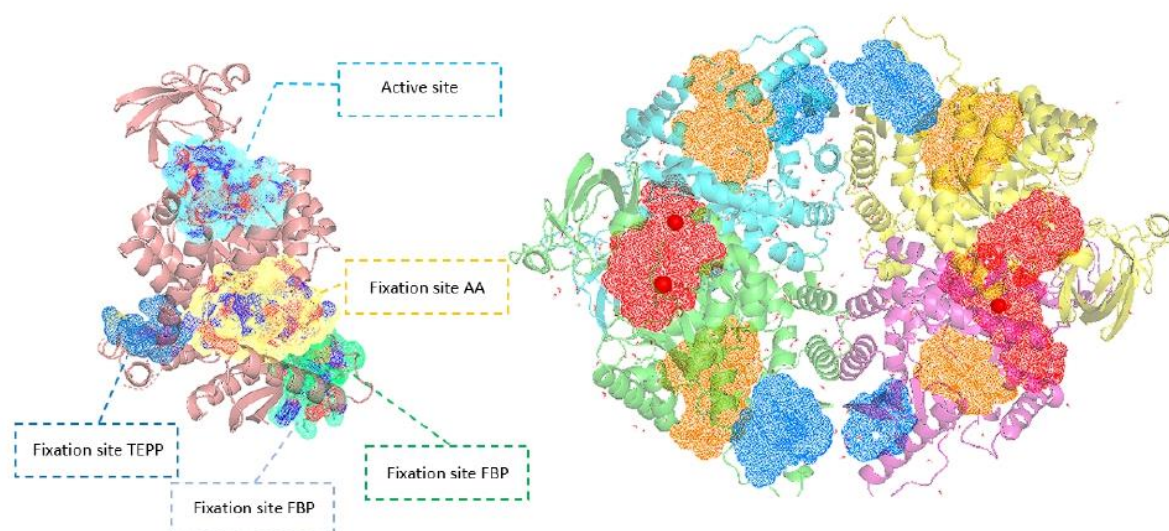 Active site
Fixation site AA
Fixation site TEPP
Fixation site FBP
Fixation site FBP